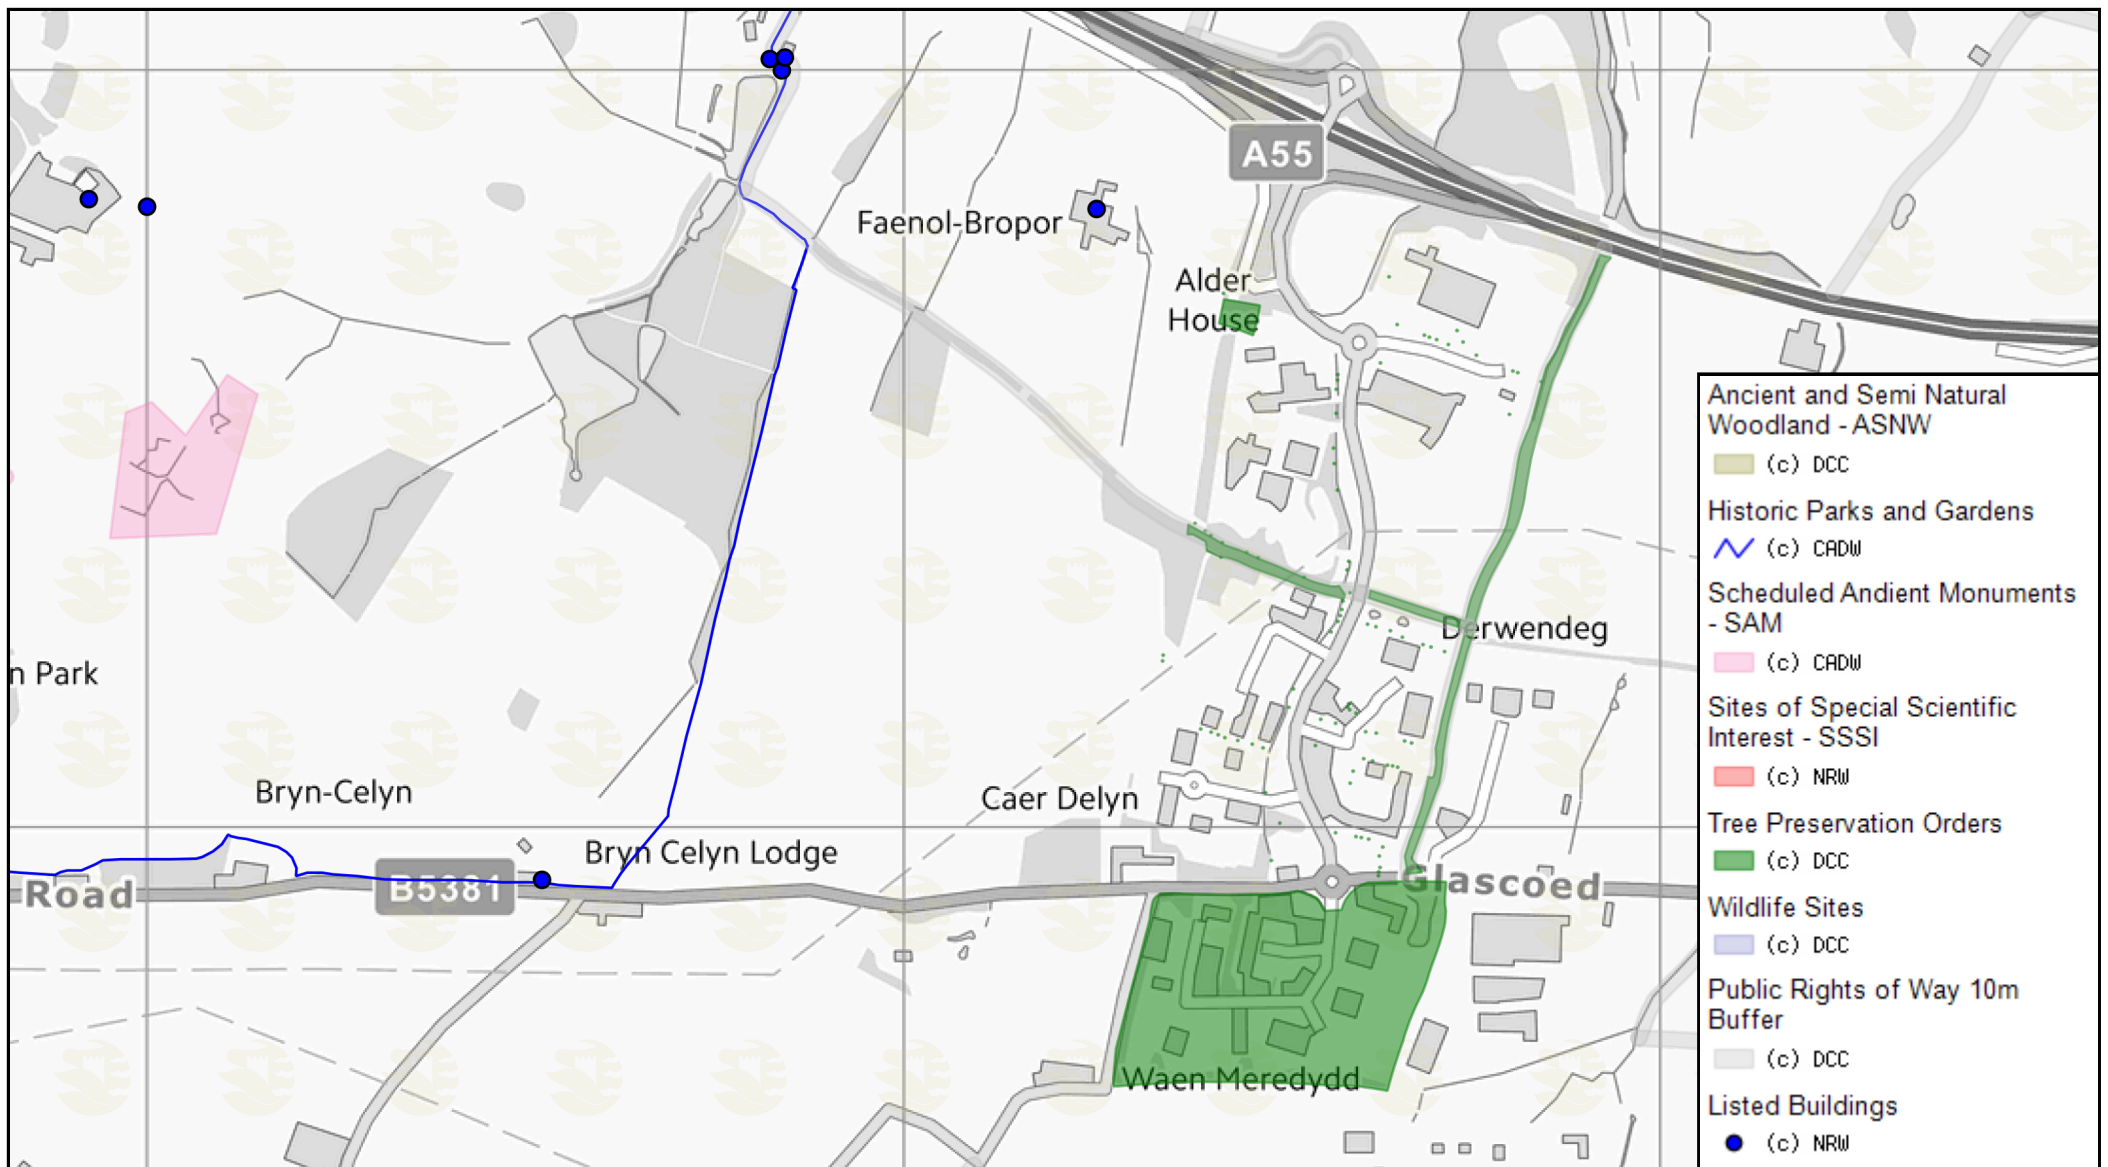 A55
Faenol-Bropor
Alder
House
Derwendeg
n Park
Bryn-Celyn
Caer Delyn
Bryn Celyn Lodge
Road
B5381
Glascoed
Waen Meredydd
Ancient and Semi Natural
Woodland - ASNW
(c) DCC
Historic Parks and Gardens
(c) CADW
Scheduled Andient Monuments
- SAM
(c) CADW
Sites of Special Scientific
Interest - SSSI
(c) NRW
Tree Preservation Orders
(c) DCC
Wildlife Sites
(c) DCC
Public Rights of Way 10m
Buffer
(c) DCC
Listed Buildings
(c) NRW